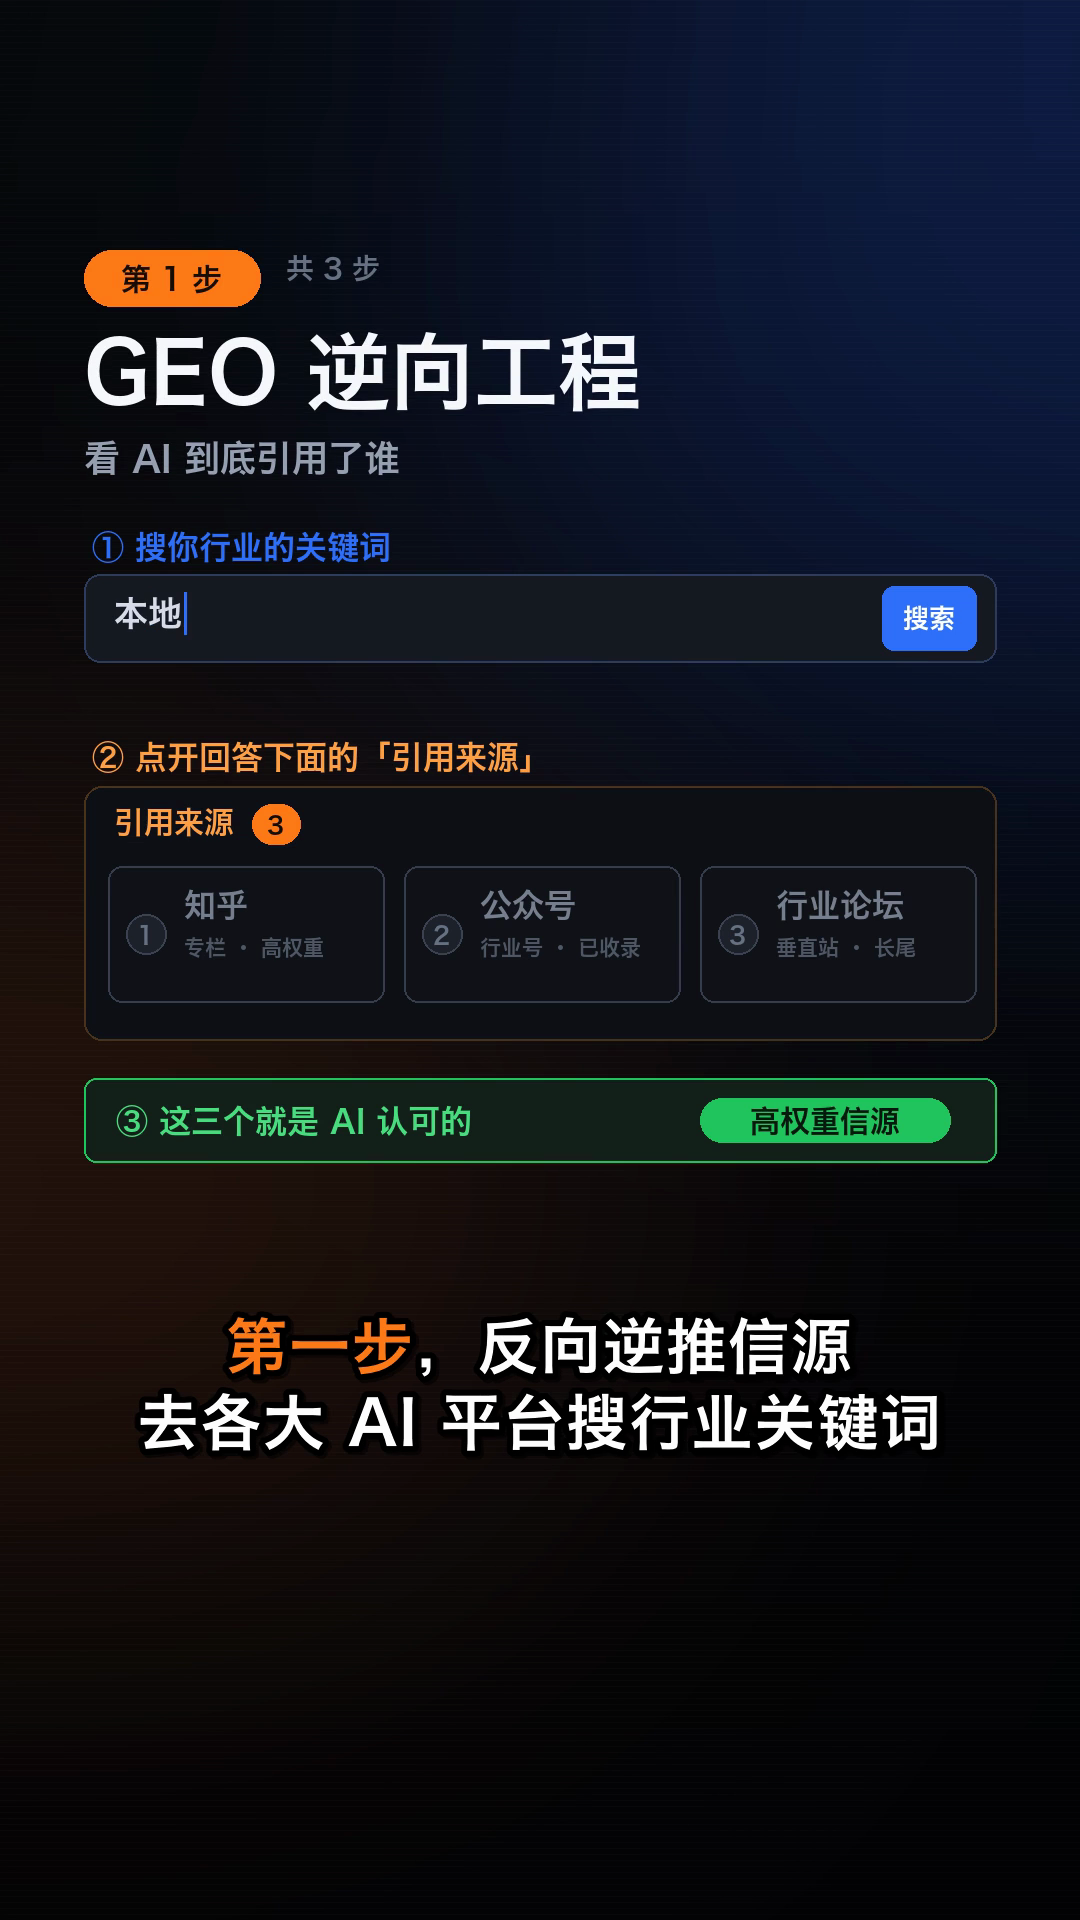 第 1 步 共 3 步
GEO 逆向工程
看 AI 到底引用了谁
① 搜你行业的关键词
本地 搜索
② 点开回答下面的「引用来源」
引用来源 3
1 知乎
专栏 · 高权重
2 公众号
行业号 · 已收录
3 行业论坛
垂直站 · 长尾
③ 这三个就是 AI 认可的 高权重信源
第一步，反向逆推信源
去各大 AI 平台搜行业关键词